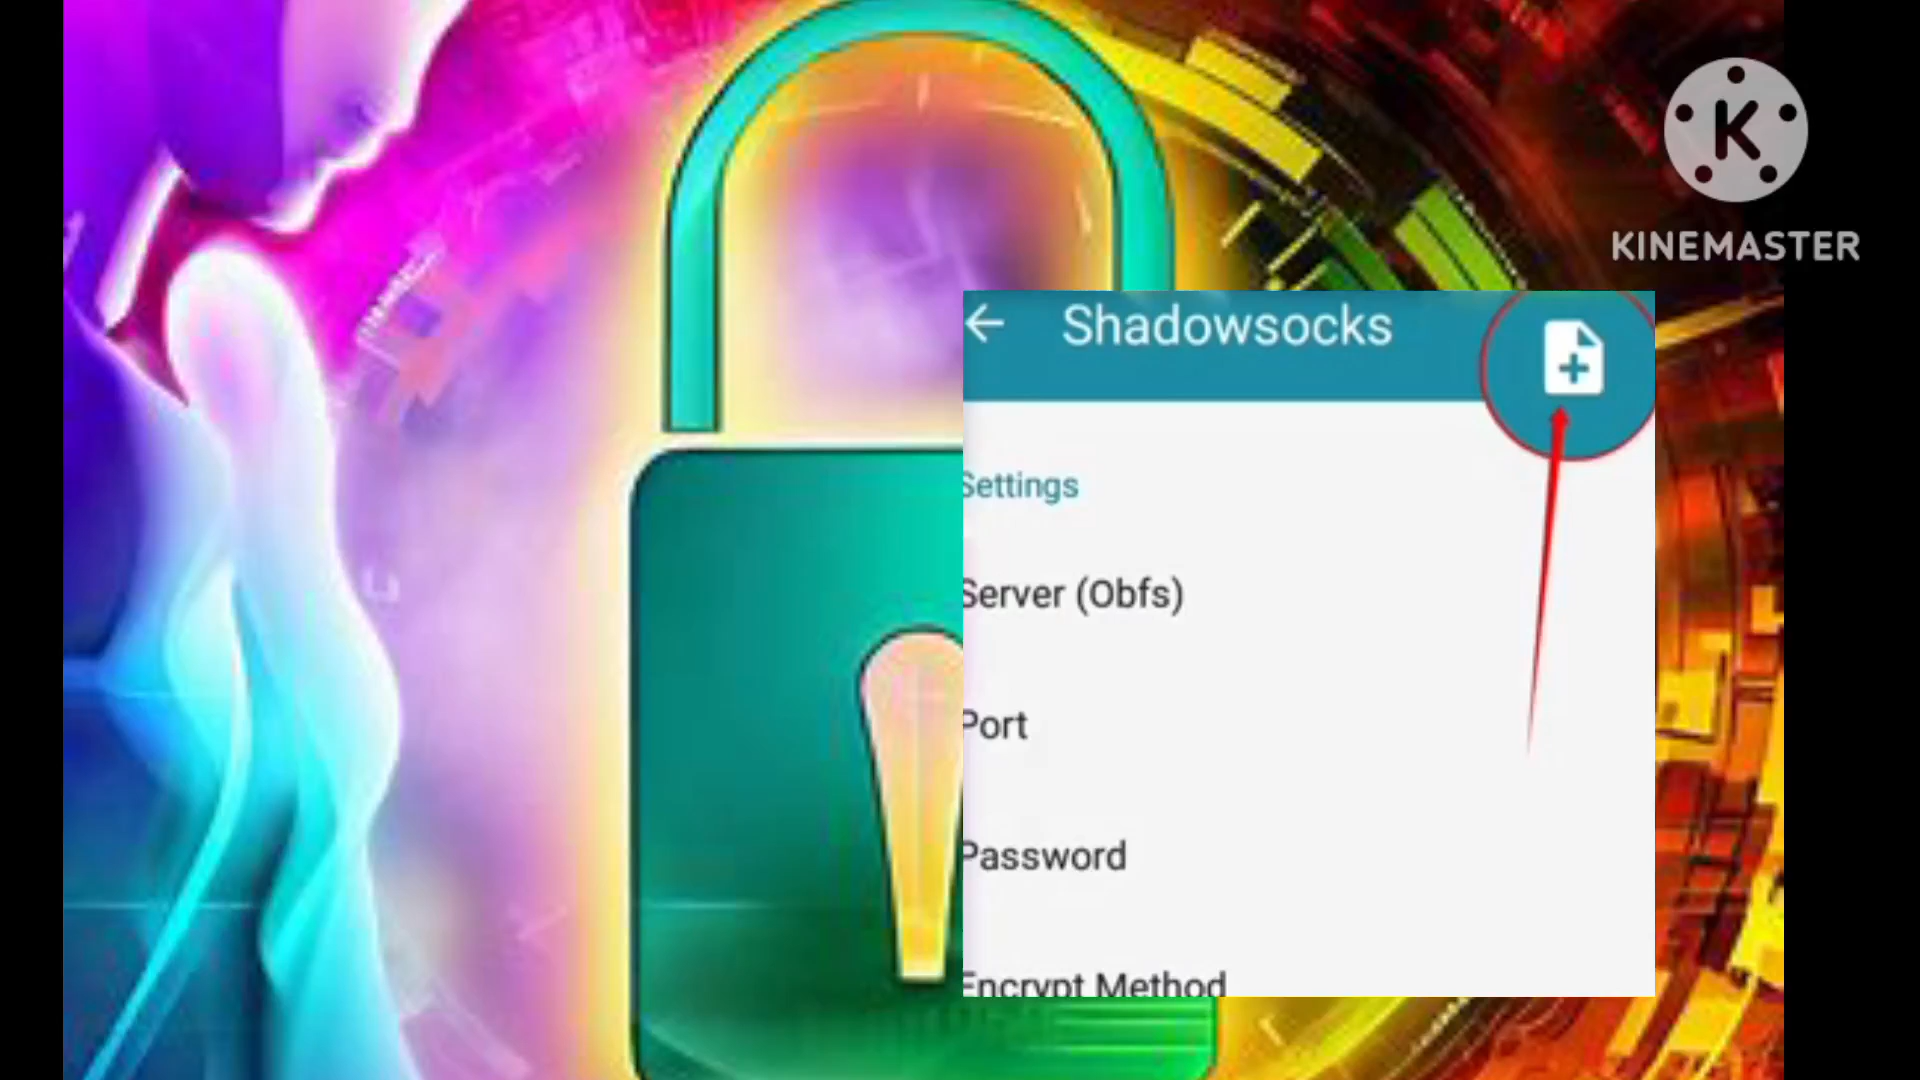 K
KINEMASTER
Shadowsocks
Settings
Server (Obfs)
Port
Password
Encrypt Method